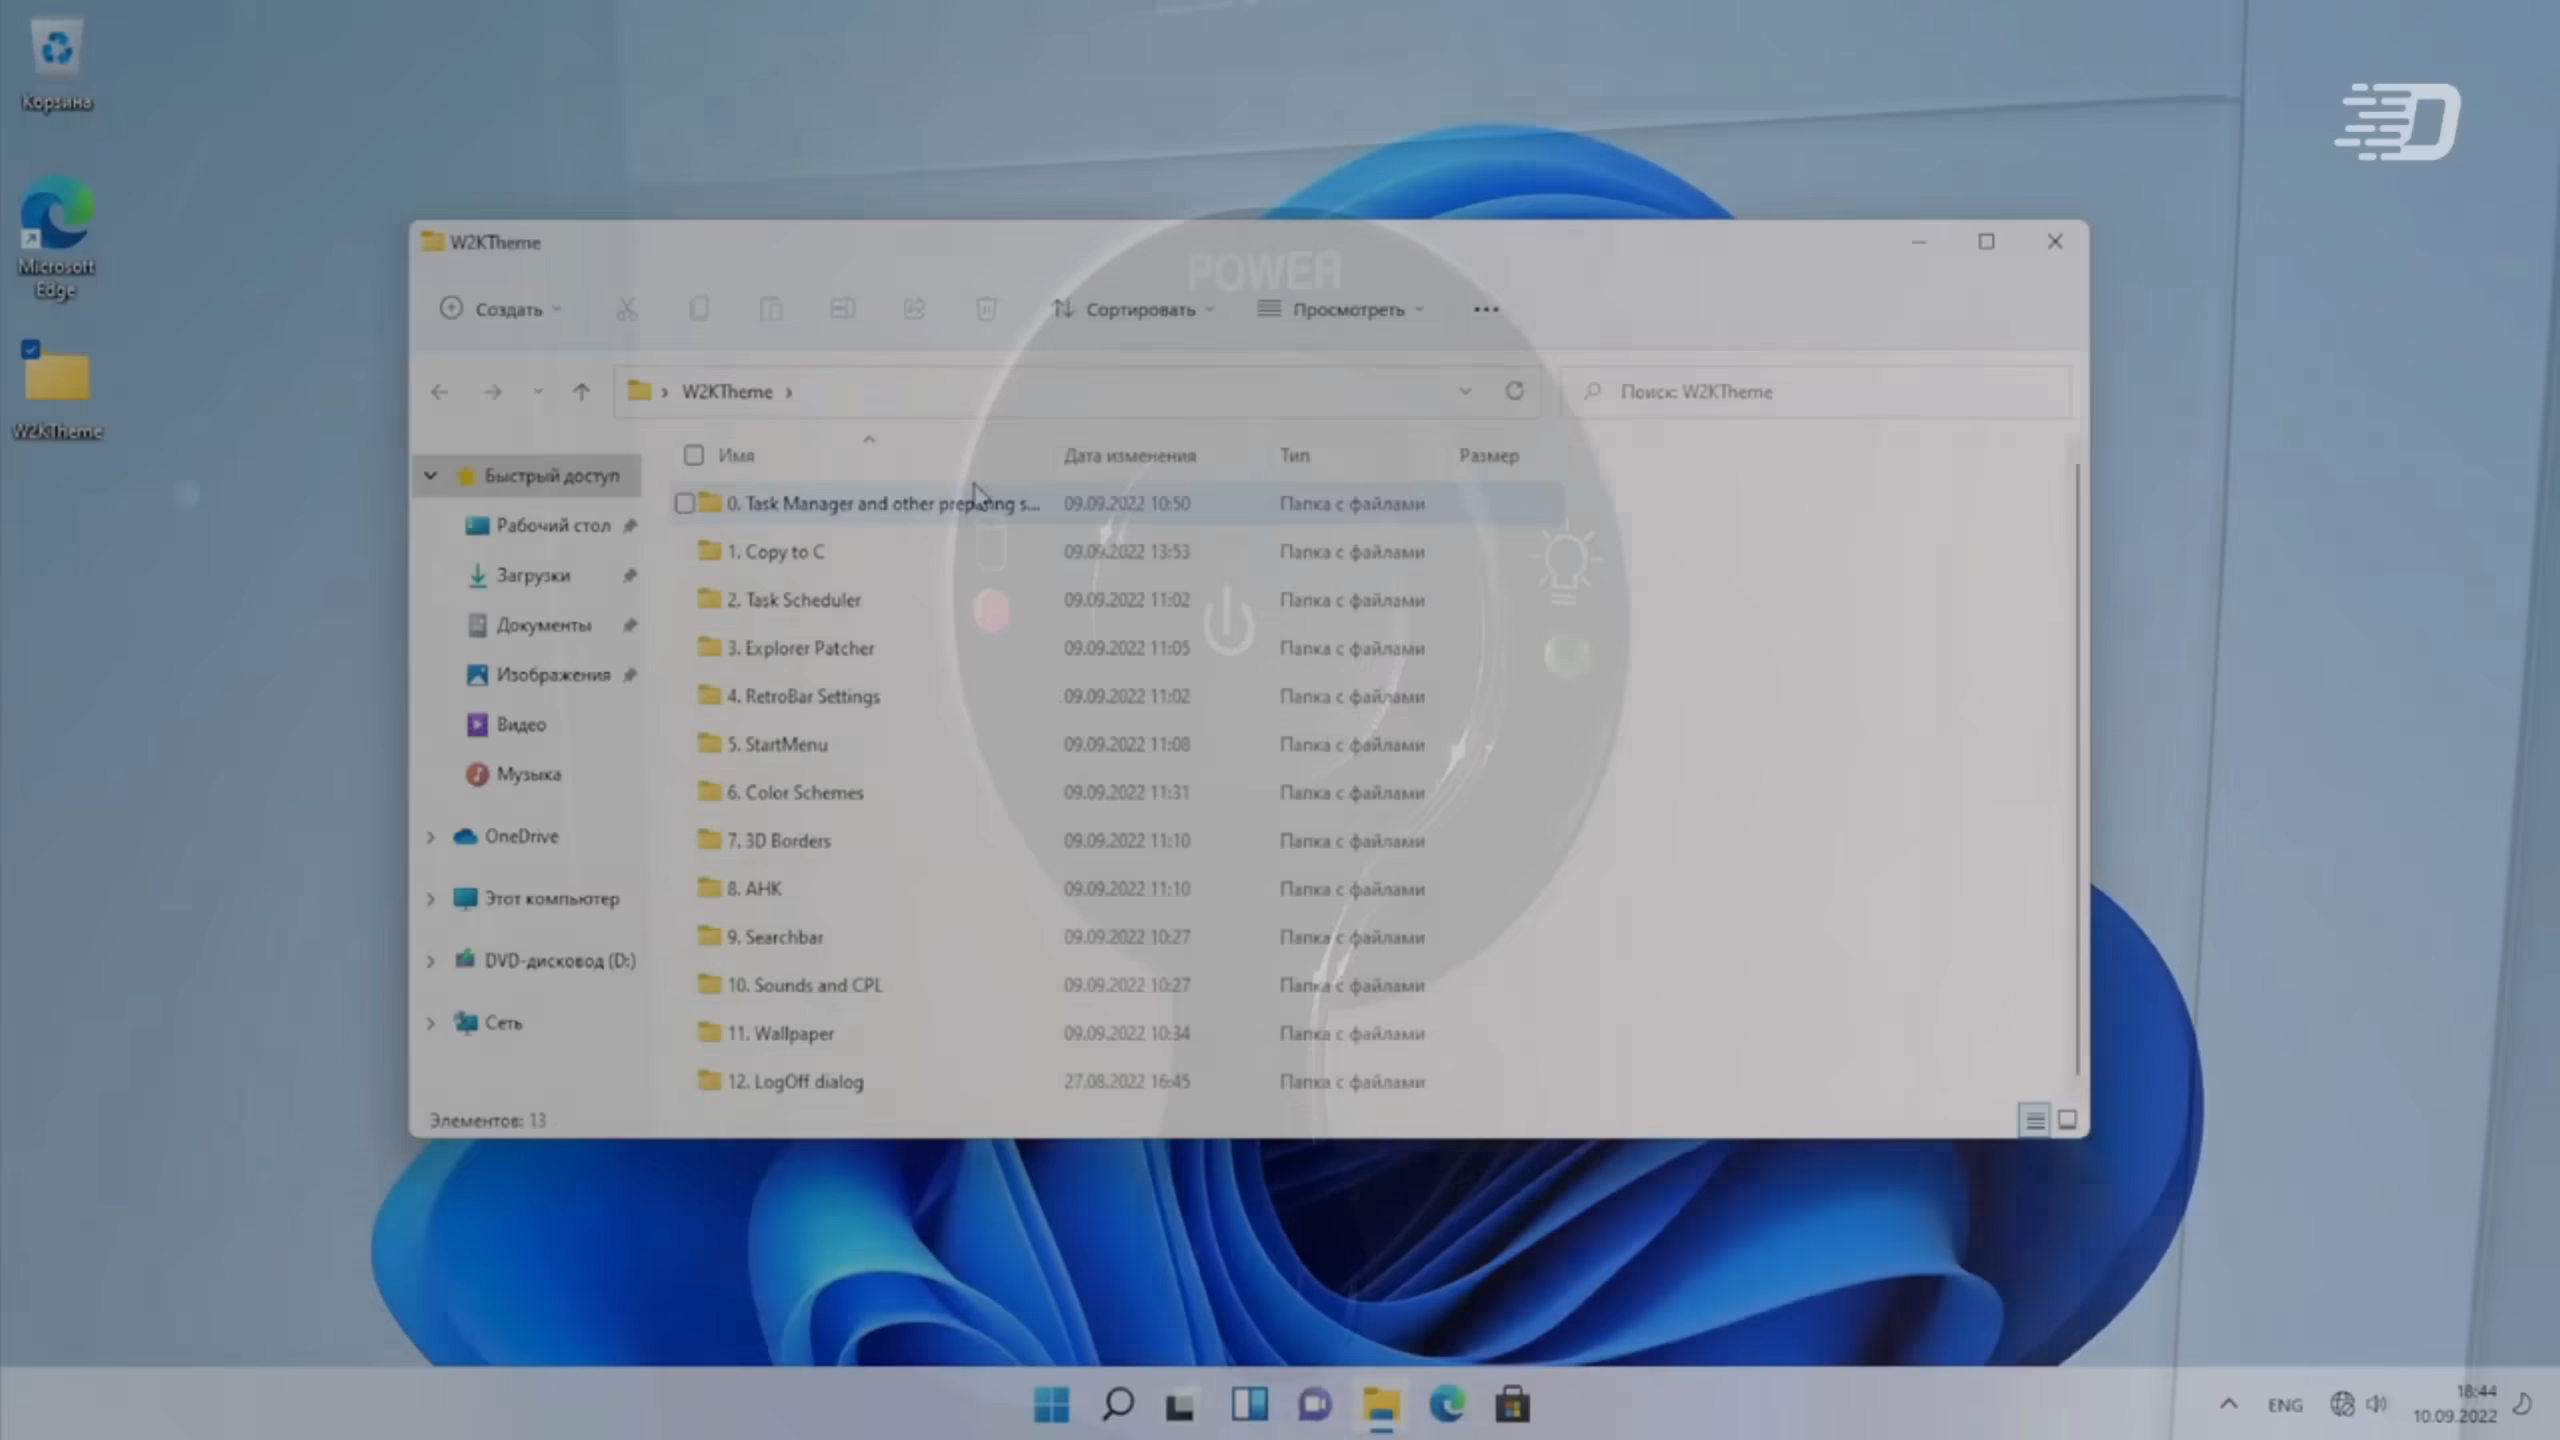 Корзина
Microsoft
Edge
W2KTheme
W2KTheme
POWER
Создать
Сортировать
Просмотреть
W2KTheme
Поиск: W2KTheme
Имя
Дата изменения
Тип
Размер
Быстрый доступ
Рабочий стол
Загрузки
Документы
Изображения
Видео
Музыка
OneDrive
Этот компьютер
DVD-дисковод (D:)
Сеть
0. Task Manager and other preparing s... 09.09.2022 10:50 Папка с файлами
1. Copy to C 09.09.2022 13:53 Папка с файлами
2. Task Scheduler 09.09.2022 11:02 Папка с файлами
3. Explorer Patcher 09.09.2022 11:05 Папка с файлами
4. RetroBar Settings 09.09.2022 11:02 Папка с файлами
5. StartMenu 09.09.2022 11:08 Папка с файлами
6. Color Schemes 09.09.2022 11:31 Папка с файлами
7. 3D Borders 09.09.2022 11:10 Папка с файлами
8. AHK 09.09.2022 11:10 Папка с файлами
9. Searchbar 09.09.2022 10:27 Папка с файлами
10. Sounds and CPL 09.09.2022 10:27 Папка с файлами
11. Wallpaper 09.09.2022 10:34 Папка с файлами
12. LogOff dialog 27.08.2022 16:45 Папка с файлами
Элементов: 13
ENG
18:44
10.09.2022